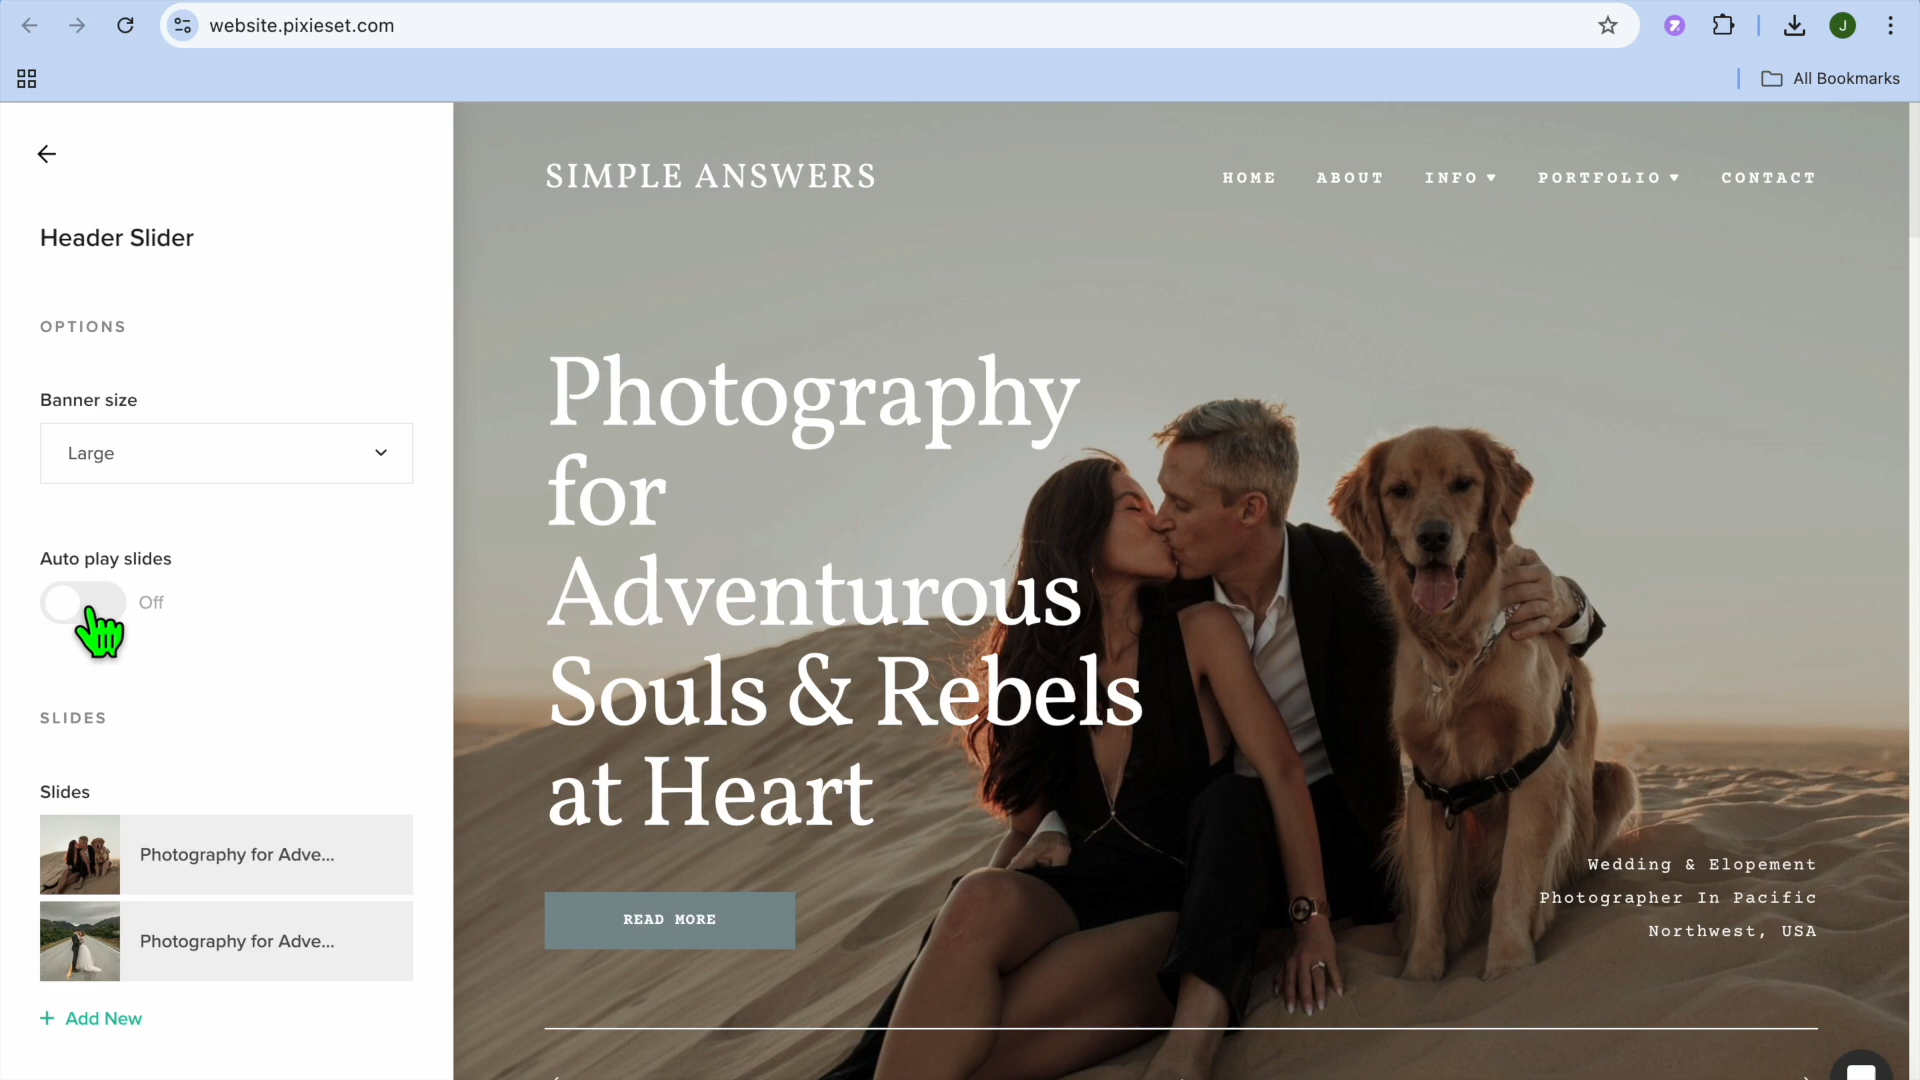 website.pixieset.com
J
All Bookmarks
Header Slider
OPTIONS
Banner size
Large
Auto play slides
Off
SLIDES
Slides
Photography for Adve...
Photography for Adve...
+ Add New
SIMPLE ANSWERS
HOME ABOUT INFO PORTFOLIO CONTACT
Photography
for
Adventurous
Souls & Rebels
at Heart
READ MORE
Wedding & Elopement
Photographer In Pacific
Northwest, USA